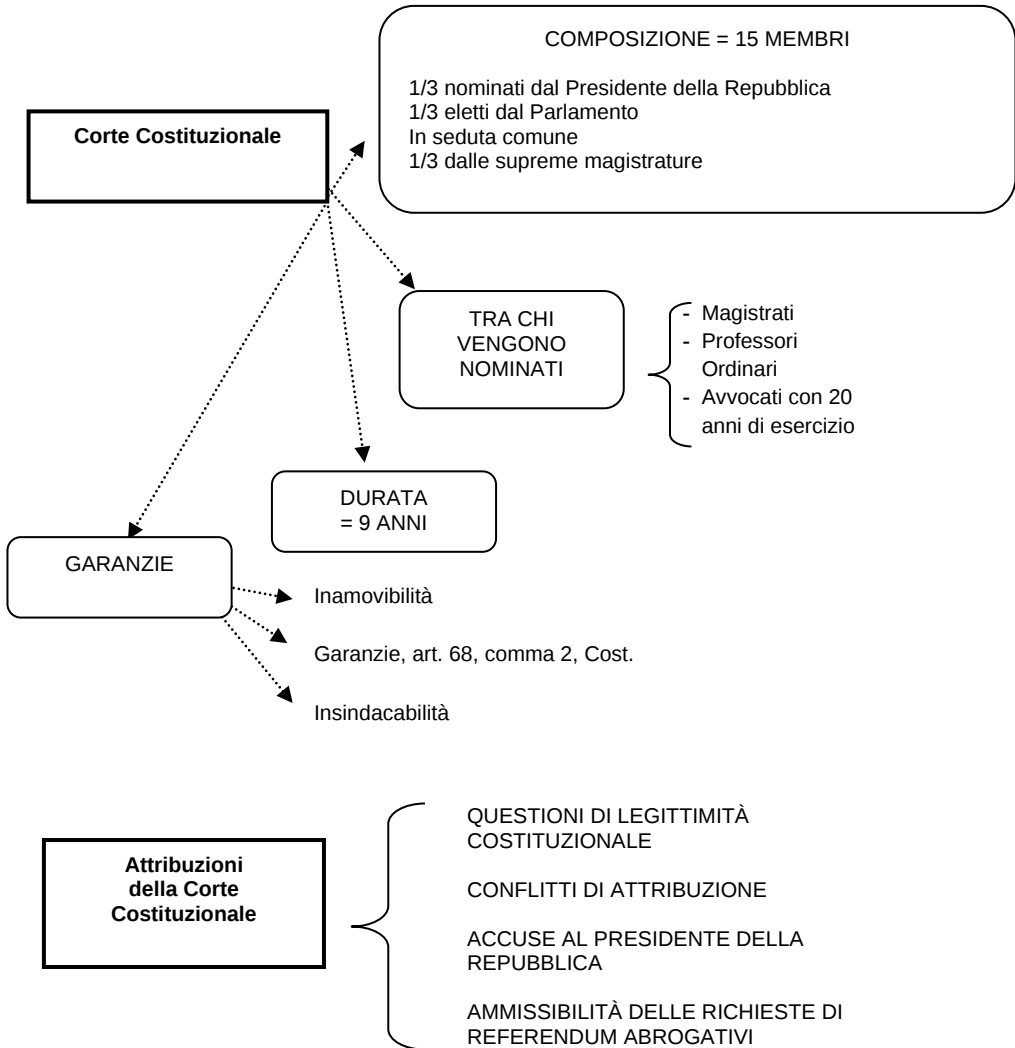 COMPOSIZIONE = 15 MEMBRI
1/3 nominati dal Presidente della Repubblica
1/3 eletti dal Parlamento
In seduta comune
1/3 dalle supreme magistrature
Corte Costituzionale
TRA CHI
VENGONO
NOMINATI
- Magistrati
- Professori
Ordinari
- Avvocati con 20
anni di esercizio
DURATA
= 9 ANNI
GARANZIE
Inamovibilità
Garanzie, art. 68, comma 2, Cost.
Insindacabilità
Attribuzioni
della Corte
Costituzionale
QUESTIONI DI LEGITTIMITÀ
COSTITUZIONALE
CONFLITTI DI ATTRIBUZIONE
ACCUSE AL PRESIDENTE DELLA
REPUBBLICA
AMMISSIBILITÀ DELLE RICHIESTE DI
REFERENDUM ABROGATIVI